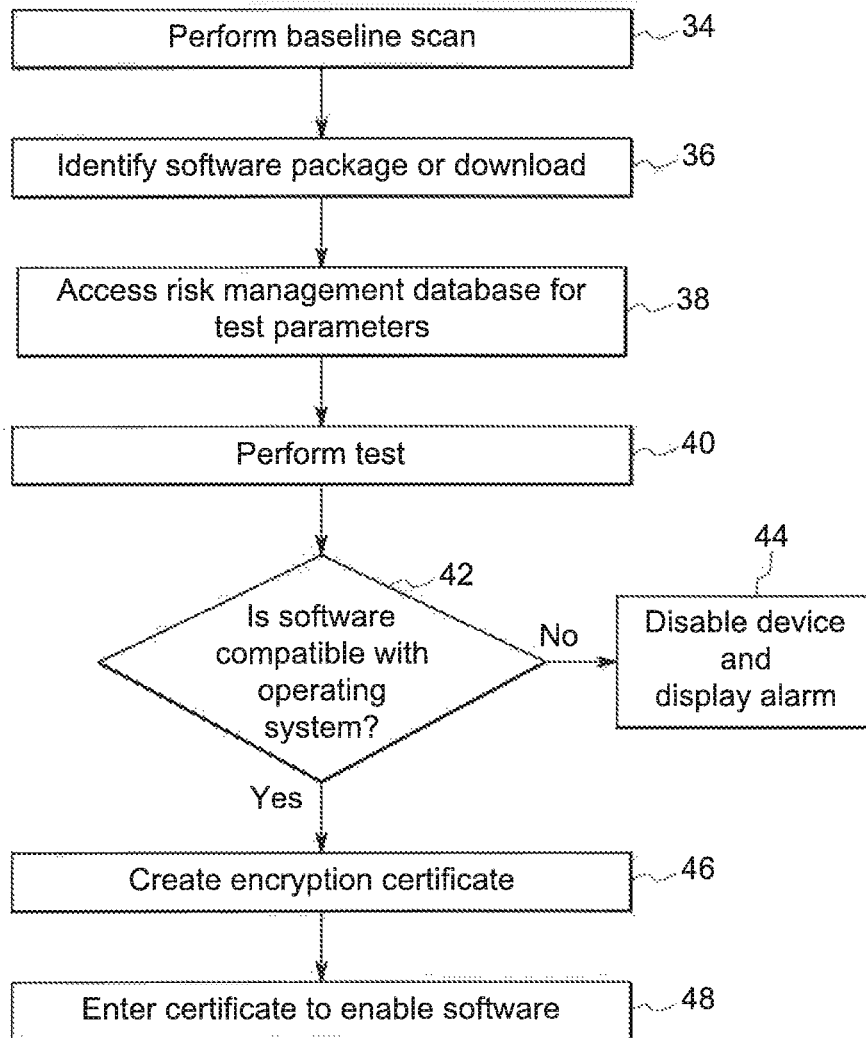 Perform baseline scan
34
Identify software package or download
36
Access risk management database for
test parameters
38
Perform test
40
42
Is software
compatible with
operating
system?
No
44
Disable device
and
display alarm
Yes
Create encryption certificate
46
Enter certificate to enable software
48